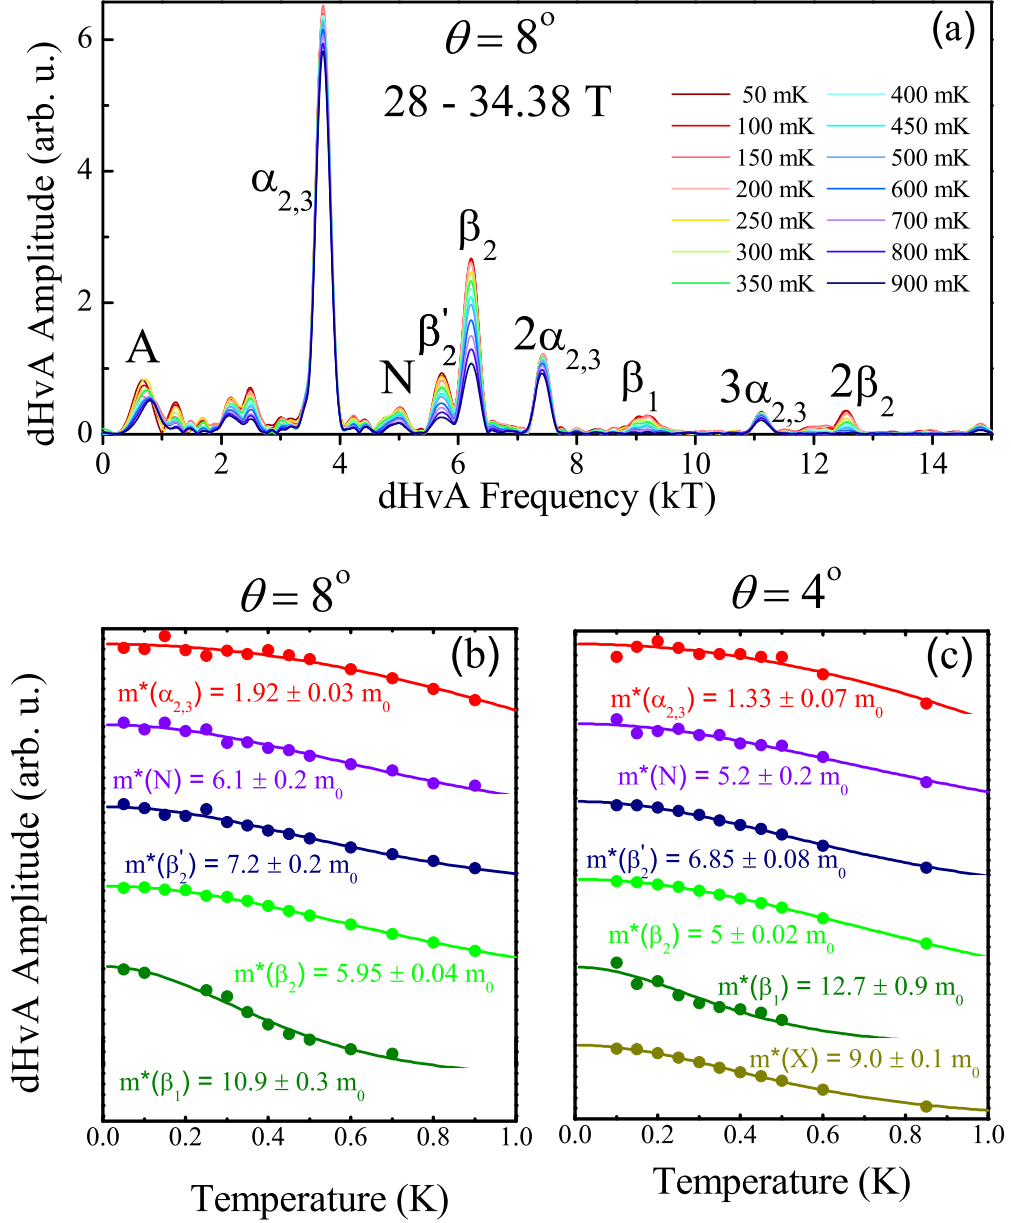 (a)
θ = 8°
28 - 34.38 T
50 mK 400 mK
100 mK 450 mK
150 mK 500 mK
200 mK 600 mK
250 mK 700 mK
300 mK 800 mK
350 mK 900 mK
A
α2,3
N
β2'
β2
2α2,3
β1
3α2,3
2β2
dHvA Amplitude (arb. u.)
6
4
2
0
0 2 4 6 8 10 12 14
dHvA Frequency (kT)
θ = 8°
(b)
m*(α2,3) = 1.92 ± 0.03 m0
m*(N) = 6.1 ± 0.2 m0
m*(β2') = 7.2 ± 0.2 m0
m*(β2) = 5.95 ± 0.04 m0
m*(β1) = 10.9 ± 0.3 m0
dHvA Amplitude (arb. u.)
0.0 0.2 0.4 0.6 0.8 1.0
Temperature (K)
θ = 4°
(c)
m*(α2,3) = 1.33 ± 0.07 m0
m*(N) = 5.2 ± 0.2 m0
m*(β2') = 6.85 ± 0.08 m0
m*(β2) = 5 ± 0.02 m0
m*(β1) = 12.7 ± 0.9 m0
m*(X) = 9.0 ± 0.1 m0
0.0 0.2 0.4 0.6 0.8 1.0
Temperature (K)